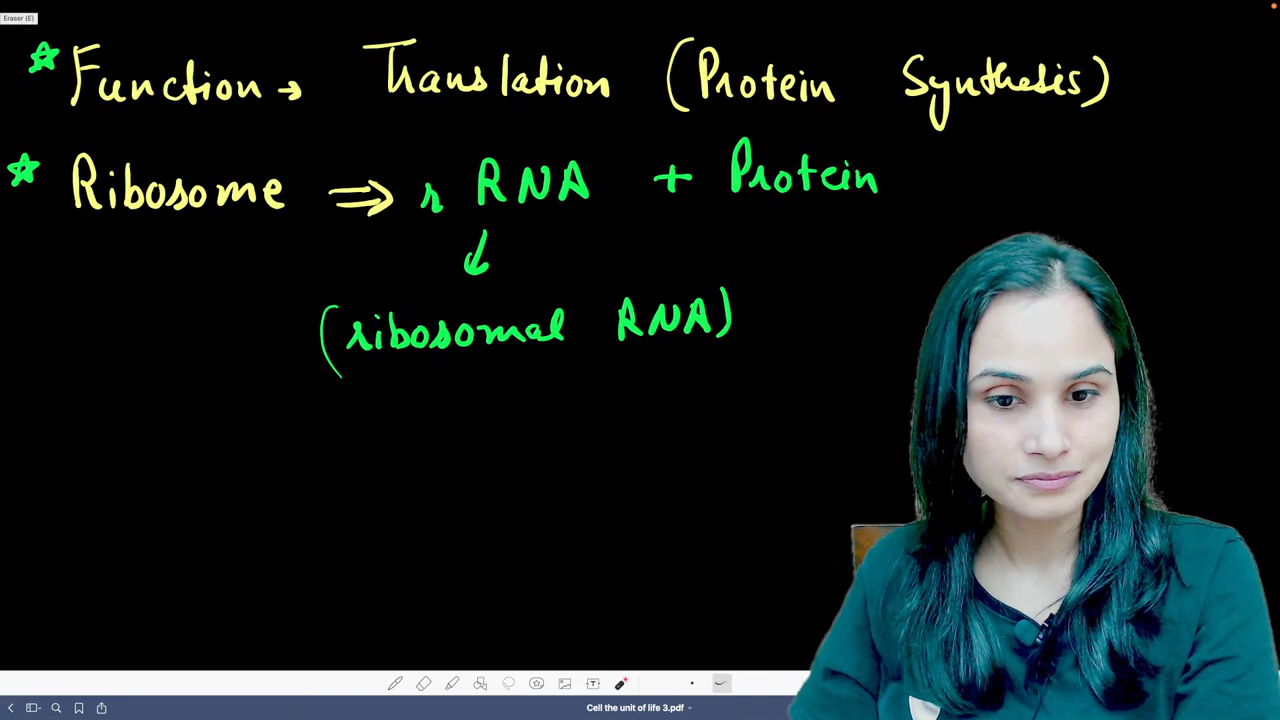 Eraser (E)
Function → Translation (Protein Synthesis)
Ribosome ⇒ r RNA + Protein
↓
(ribosomal RNA)
Cell the unit of life 3.pdf